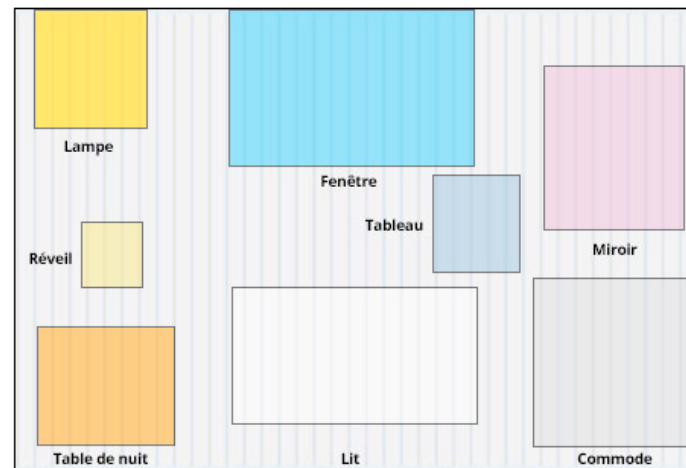 Lampe
Fenêtre
Tableau
Miroir
Réveil
Table de nuit
Lit
Commode